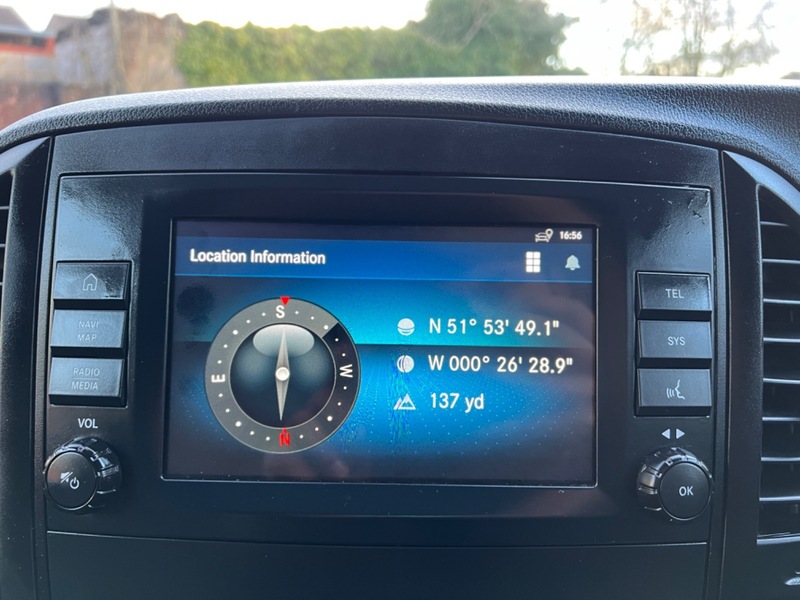 16:56
Location Information
S
E
W
N
N 51° 53' 49.1"
W 000° 26' 28.9"
137 yd
NAVI
MAP
RADIO
MEDIA
VOL
TEL
SYS
OK